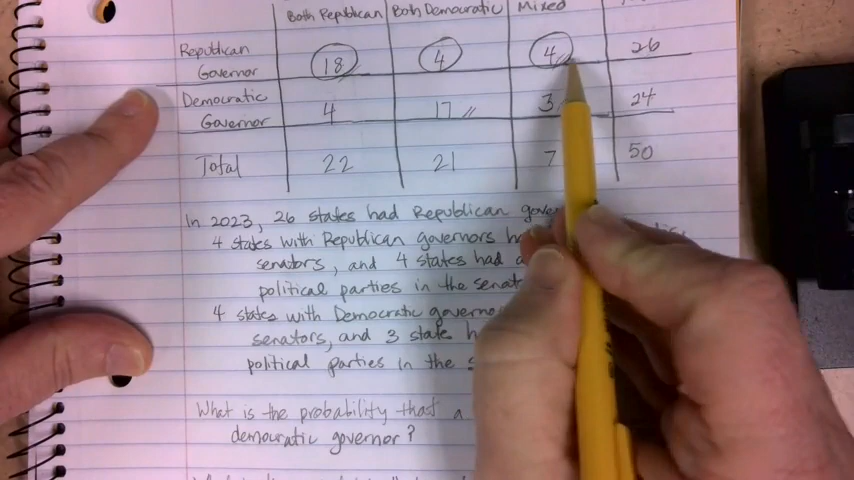 Both Republican Both Democratic Mixed
Republican Governor 18 4 4 26
Democratic Governor 4 17 3 24
Total 22 21 7 50
In 2023, 26 states had Republican
4 states with Republican governors
senators, and 4 states had
political parties in the
4 states with Democratic
senators, and 3 state
political parties in the
What is the probability that a
democratic governor?